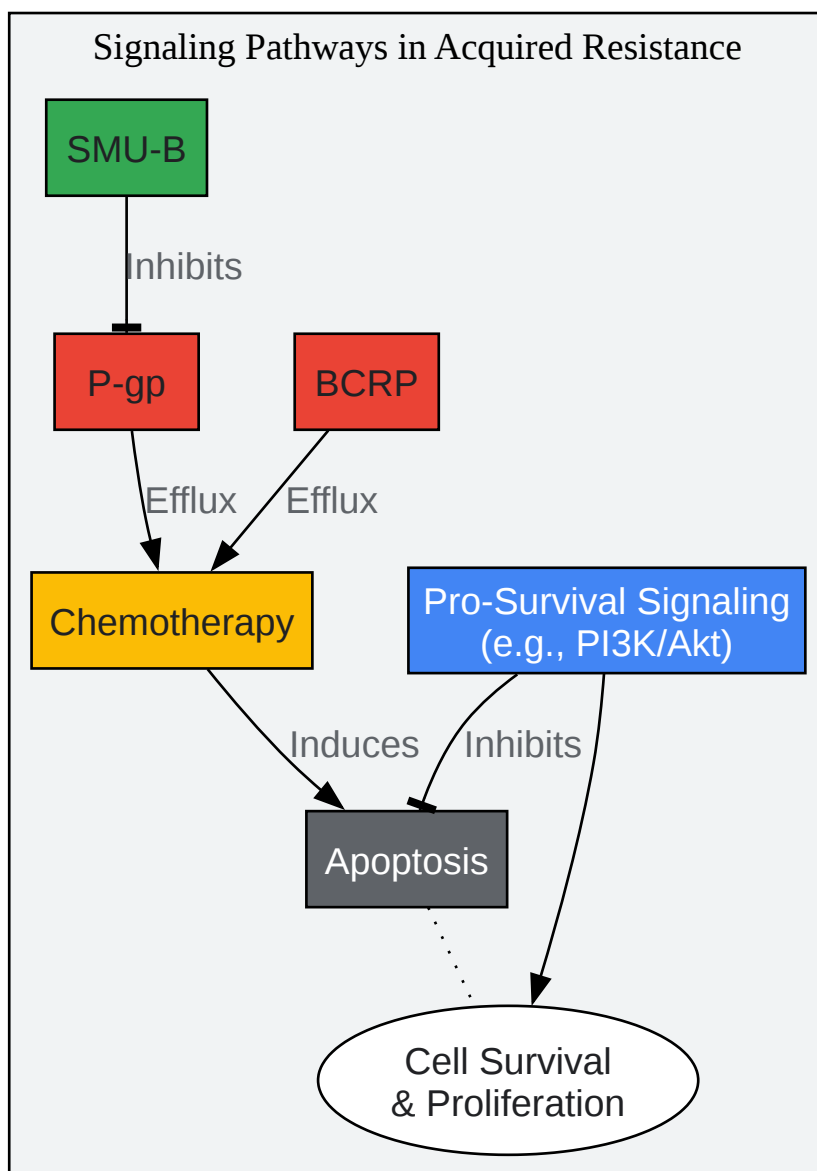 Signaling Pathways in Acquired Resistance
SMU-B
Inhibits
P-gp
BCRP
Efflux
Efflux
Chemotherapy
Pro-Survival Signaling
(e.g., PI3K/Akt)
Induces
Inhibits
Apoptosis
Cell Survival
& Proliferation